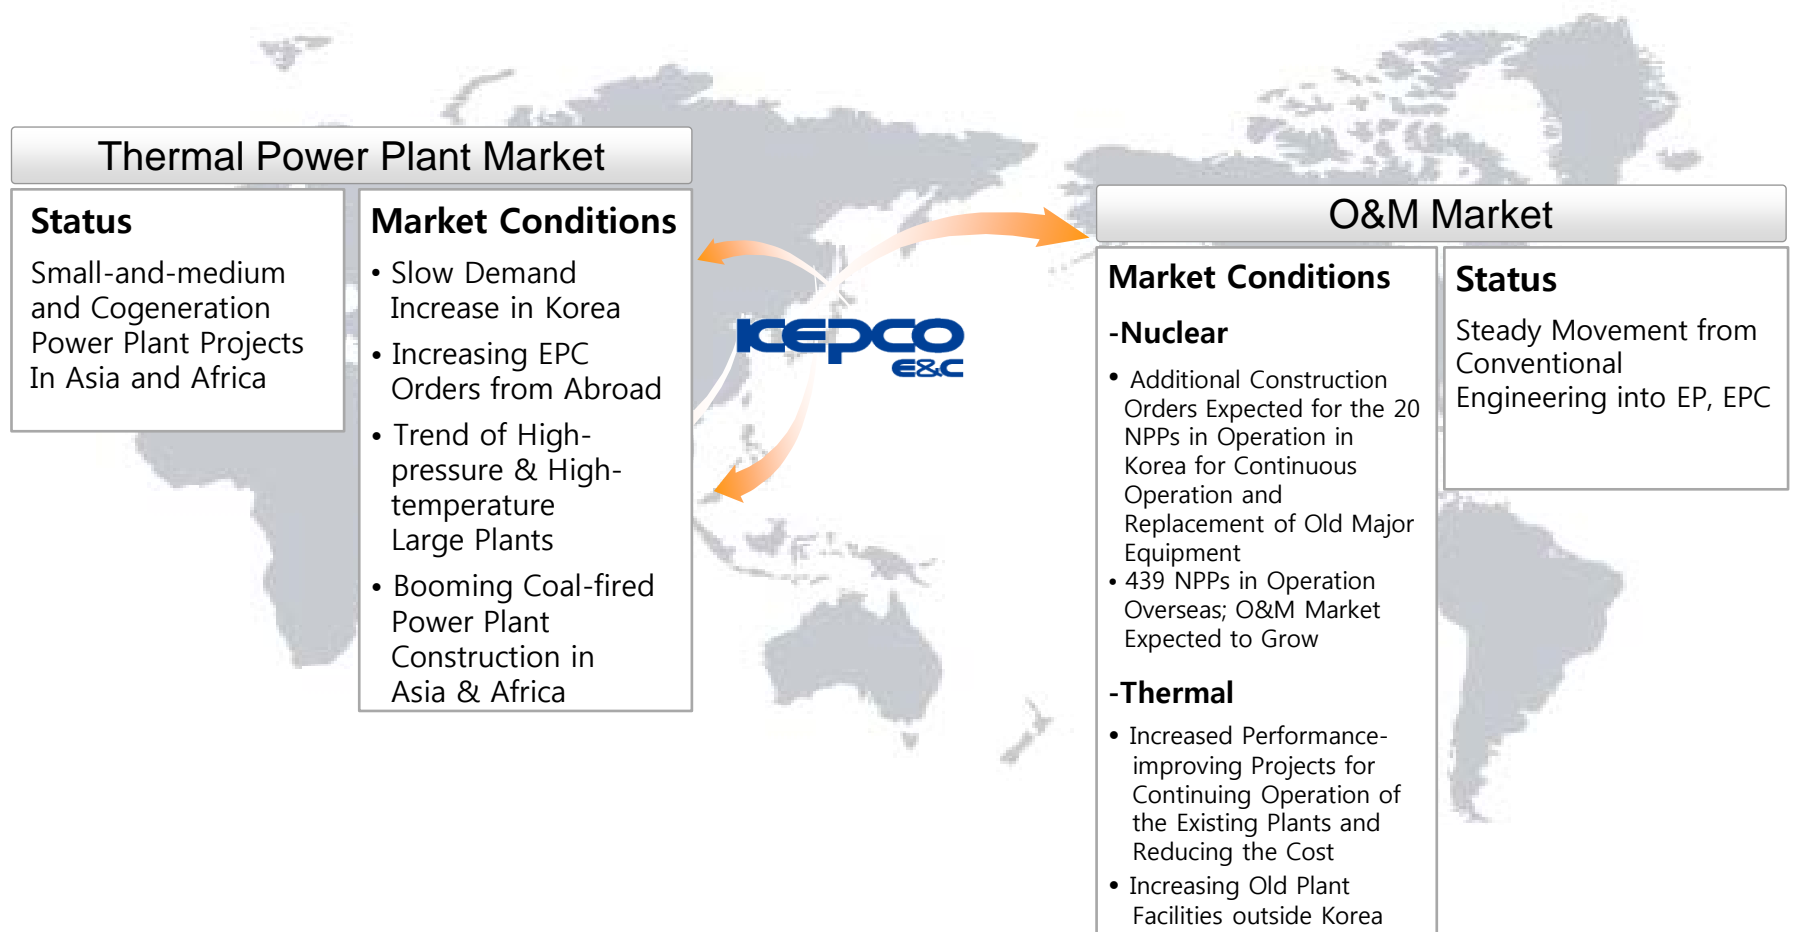 Thermal Power Plant Market
Status
Small-and-medium
and Cogeneration
Power Plant Projects
In Asia and Africa
Market Conditions
• Slow Demand
Increase in Korea
• Increasing EPC
Orders from Abroad
• Trend of High-
pressure & High-
temperature
Large Plants
• Booming Coal-fired
Power Plant
Construction in
Asia & Africa
KEPCO
E&C
O&M Market
Market Conditions
-Nuclear
• Additional Construction
Orders Expected for the 20
NPPs in Operation in
Korea for Continuous
Operation and
Replacement of Old Major
Equipment
• 439 NPPs in Operation
Overseas; O&M Market
Expected to Grow
-Thermal
• Increased Performance-
improving Projects for
Continuing Operation of
the Existing Plants and
Reducing the Cost
• Increasing Old Plant
Facilities outside Korea
Status
Steady Movement from
Conventional
Engineering into EP, EPC